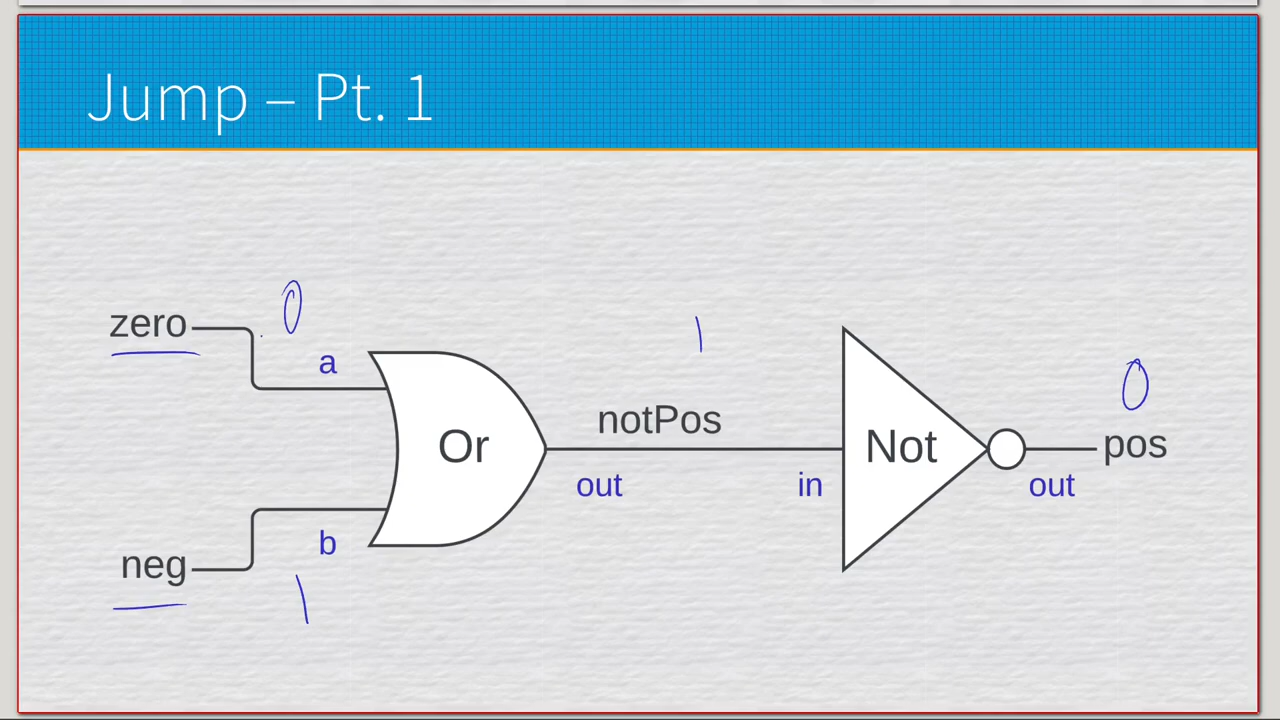 Jump – Pt. 1
zero
0
a
Or
notPos
1
out
in
Not
0
pos
out
neg
b
1